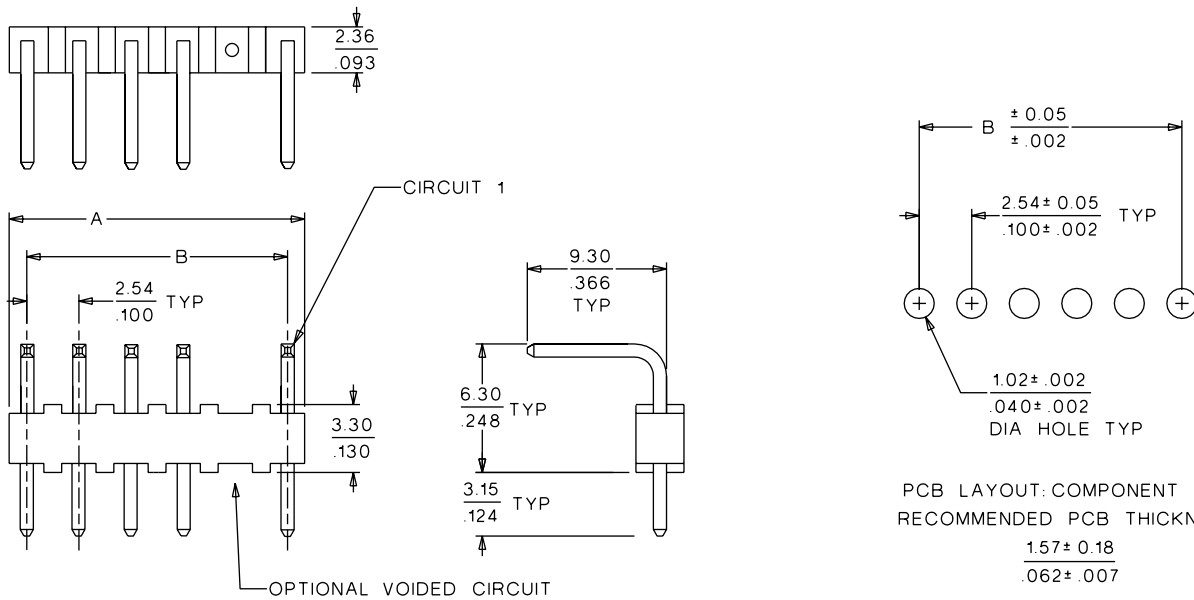 2.36
.093
CIRCUIT 1
A
B
2.54
.100
TYP
3.30
.130
OPTIONAL VOIDED CIRCUIT
9.30
.366
TYP
6.30
.248
TYP
3.15
.124
TYP
B
± 0.05
± .002
2.54± 0.05
.100± .002
TYP
1.02± .002
.040± .002
DIA HOLE TYP
PCB LAYOUT: COMPONENT
RECOMMENDED PCB
1.57± 0.18
.062± .007